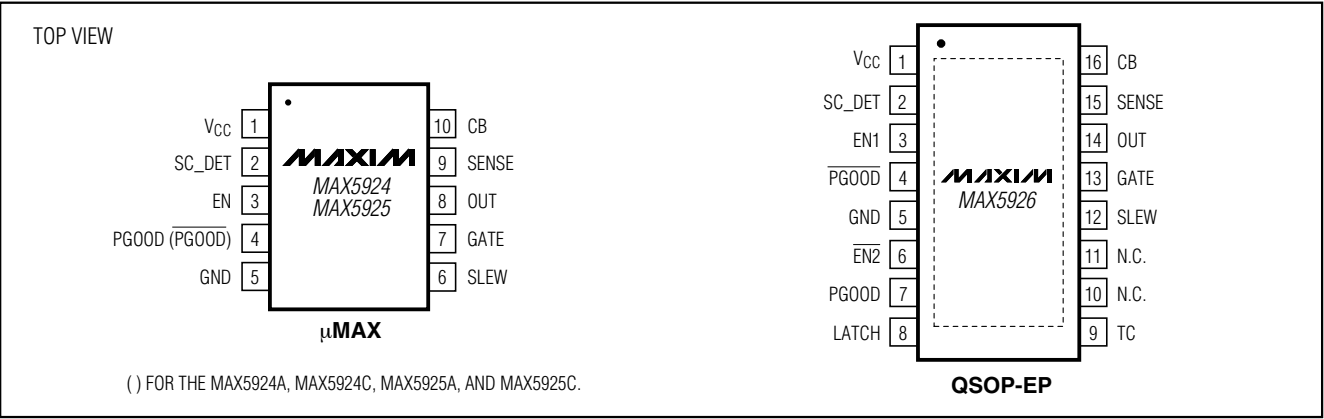 TOP VIEW
VCC 1
SC_DET 2
EN 3
PGOOD (PGOOD) 4
GND 5
10 CB
9 SENSE
8 OUT
7 GATE
6 SLEW
MAXIM
MAX5924
MAX5925
μMAX
( ) FOR THE MAX5924A, MAX5924C, MAX5925A, AND MAX5925C.
VCC 1
SC_DET 2
EN1 3
PGOOD 4
GND 5
EN2 6
PGOOD 7
LATCH 8
16 CB
15 SENSE
14 OUT
13 GATE
12 SLEW
11 N.C.
10 N.C.
9 TC
MAXIM
MAX5926
QSOP-EP